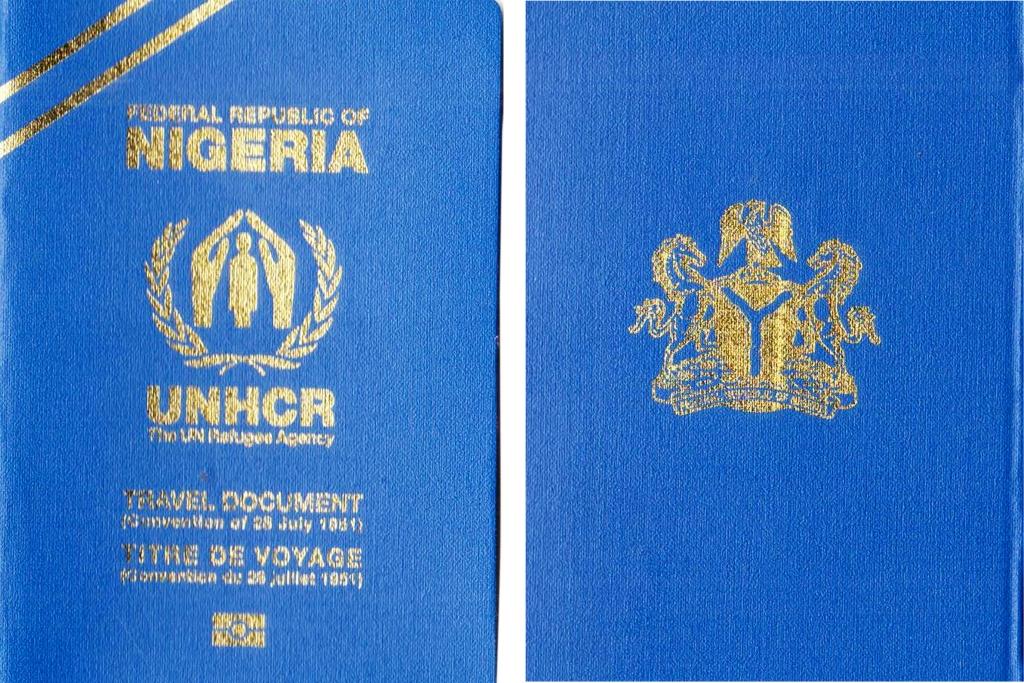 FEDERAL REPUBLIC OF
NIGERIA
UNHCR
The UN Refugee Agency
TRAVEL DOCUMENT
(Convention of 28 July 1951)
TITRE DE VOYAGE
(Convention du 28 juillet 1951)